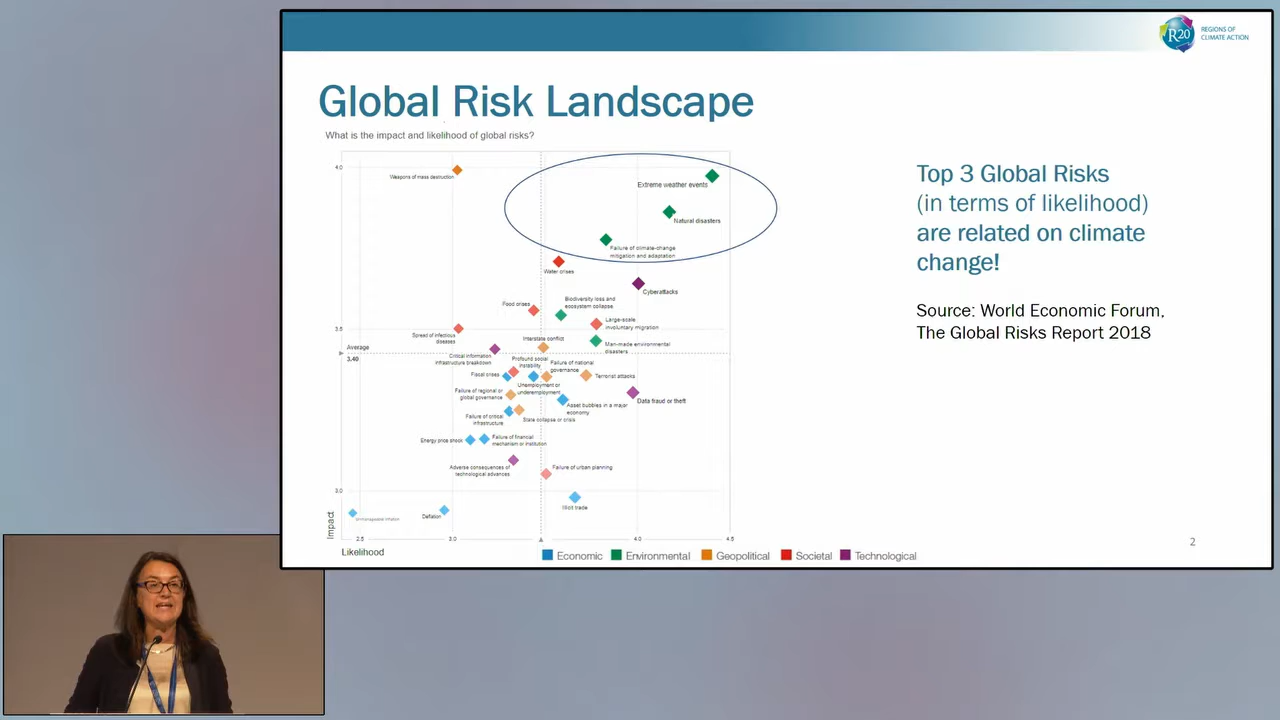 R20
REGIONS OF
CLIMATE ACTION
Global Risk Landscape
What is the impact and likelihood of global risks?
Top 3 Global Risks
(in terms of likelihood)
are related on climate
change!
Source: World Economic Forum,
The Global Risks Report 2018
4.0
Weapons of mass destruction
Extreme weather events
Natural disasters
Failure of climate-change
mitigation and adaptation
Water crises
Cyberattacks
Food crises
Biodiversity loss and
ecosystem collapse
Large-scale
involuntary migration
3.5
Spread of infectious
diseases
Interstate conflict
Man-made environmental
disasters
Average
3.40
Critical information
infrastructure breakdown
Profound social
instability
Failure of national
governance
Fiscal crises
Terrorist attacks
Unemployment or
underemployment
Failure of regional or
global governance
Data fraud or theft
Asset bubbles in a major
economy
Failure of critical
infrastructure
State collapse or crisis
Energy price shock
Failure of financial
mechanism or institution
Adverse consequences of
technological advances
Failure of urban planning
3.0
Illicit trade
Unmanageable inflation
Deflation
Impact
2.5
3.0
4.0
4.5
Likelihood
Economic
Environmental
Geopolitical
Societal
Technological
2